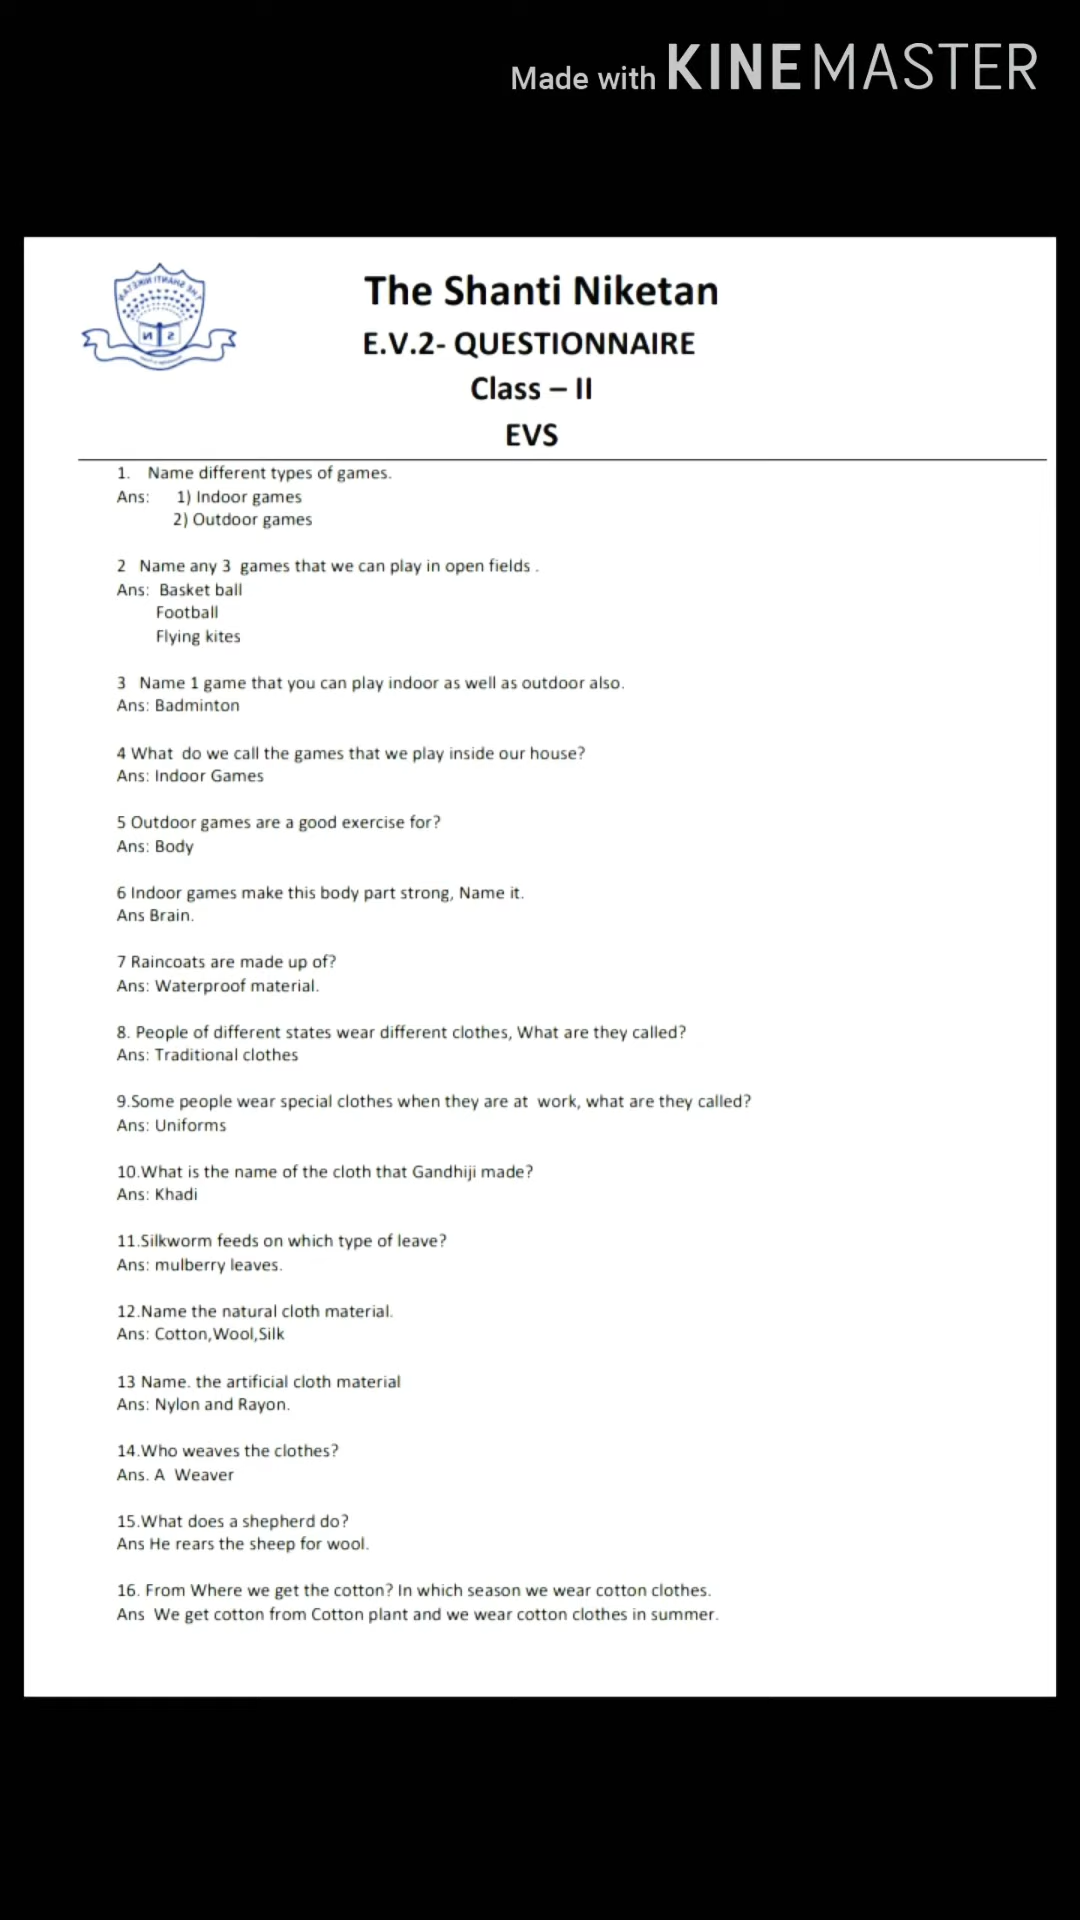 Made with KINEMASTER
THE SHANTI NIKETAN
S N
The Shanti Niketan
E.V.2- QUESTIONNAIRE
Class – II
EVS
1. Name different types of games.
Ans: 1) Indoor games
2) Outdoor games
2 Name any 3 games that we can play in open fields .
Ans: Basket ball
Football
Flying kites
3 Name 1 game that you can play indoor as well as outdoor also.
Ans: Badminton
4 What do we call the games that we play inside our house?
Ans: Indoor Games
5 Outdoor games are a good exercise for?
Ans: Body
6 Indoor games make this body part strong, Name it.
Ans Brain.
7 Raincoats are made up of?
Ans: Waterproof material.
8. People of different states wear different clothes, What are they called?
Ans: Traditional clothes
9.Some people wear special clothes when they are at work, what are they called?
Ans: Uniforms
10.What is the name of the cloth that Gandhiji made?
Ans: Khadi
11.Silkworm feeds on which type of leave?
Ans: mulberry leaves.
12.Name the natural cloth material.
Ans: Cotton,Wool,Silk
13 Name. the artificial cloth material
Ans: Nylon and Rayon.
14.Who weaves the clothes?
Ans. A Weaver
15.What does a shepherd do?
Ans He rears the sheep for wool.
16. From Where we get the cotton? In which season we wear cotton clothes.
Ans We get cotton from Cotton plant and we wear cotton clothes in summer.